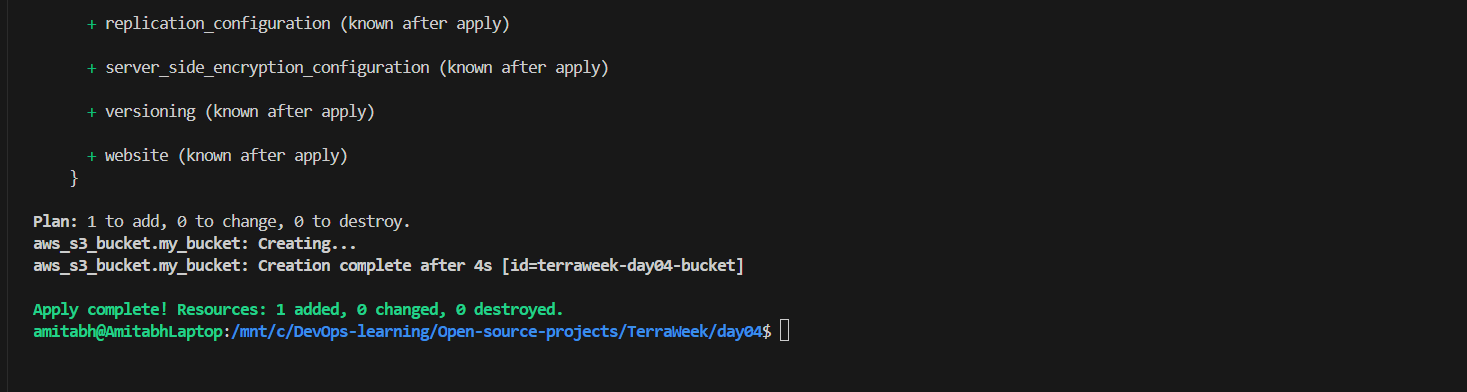 + replication_configuration (known after apply)
+ server_side_encryption_configuration (known after apply)
+ versioning (known after apply)
+ website (known after apply)
}
Plan: 1 to add, 0 to change, 0 to destroy.
aws_s3_bucket.my_bucket: Creating...
aws_s3_bucket.my_bucket: Creation complete after 4s [id=terraweek-day04-bucket]
Apply complete! Resources: 1 added, 0 changed, 0 destroyed.
amitabh@AmitabhLaptop:/mnt/c/DevOps-learning/Open-source-projects/TerraWeek/day04$